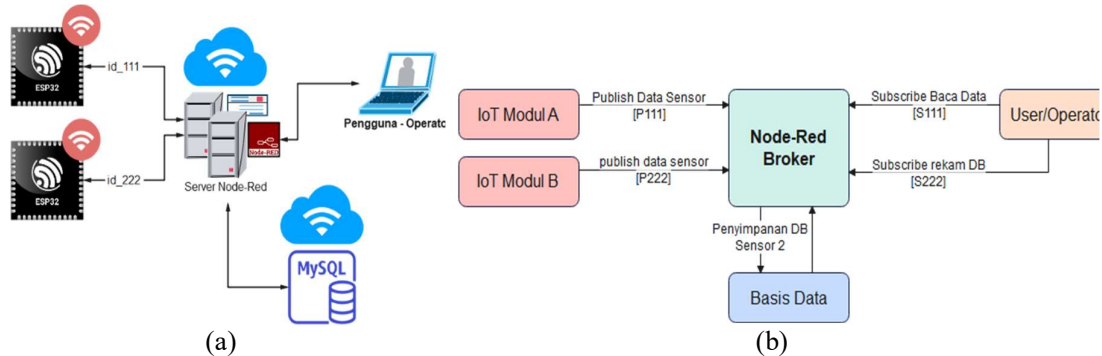 ESP32
id_111
ESP32
id_222
Node-RED
Server Node-Red
Pengguna - Operato
MySQL
(a)
IoT Modul A
Publish Data Sensor
[P111]
IoT Modul B
publish data sensor
[P222]
Node-Red
Broker
Subscribe Baca Data
[S111]
User/Operato
Subscribe rekam DB
[S222]
Penyimpanan DB
Sensor 2
Basis Data
(b)